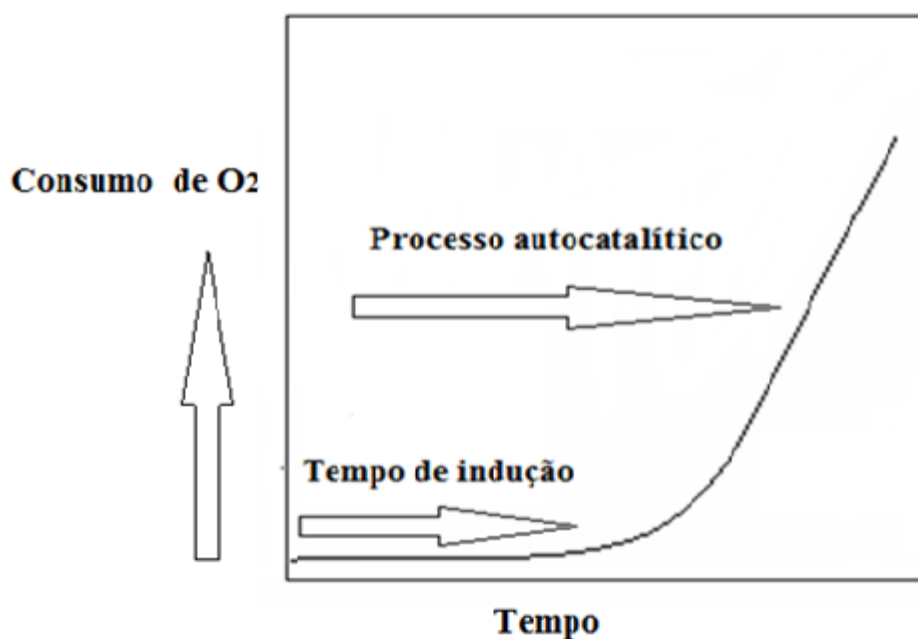 Consumo de O2
Processo autocatalítico
Tempo de indução
Tempo